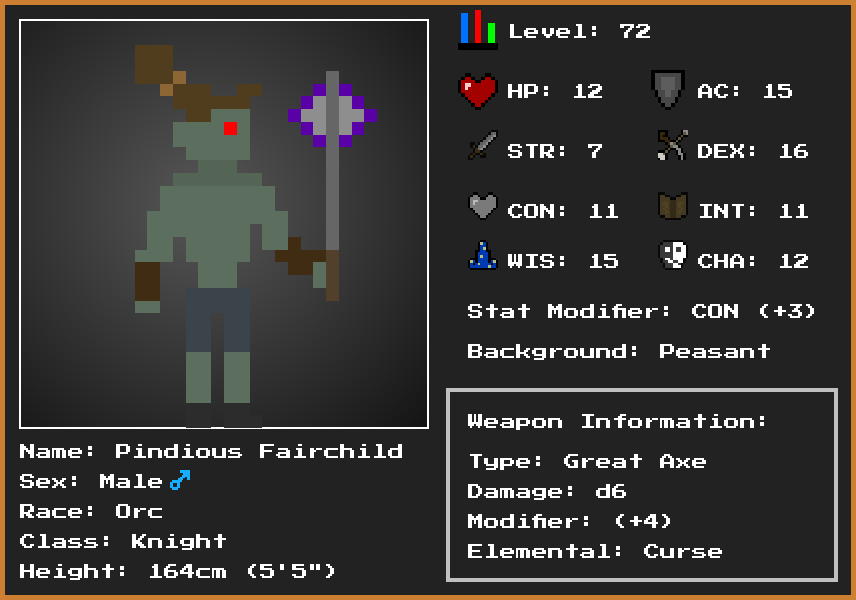 Level: 72
HP: 12 AC: 15
STR: 7 DEX: 16
CON: 11 INT: 11
WIS: 15 CHA: 12
Stat Modifier: CON (+3)
Background: Peasant
Weapon Information:
Type: Great Axe
Damage: d6
Modifier: (+4)
Elemental: Curse
Name: Pindious Fairchild
Sex: Male ♂
Race: Orc
Class: Knight
Height: 164cm (5'5")